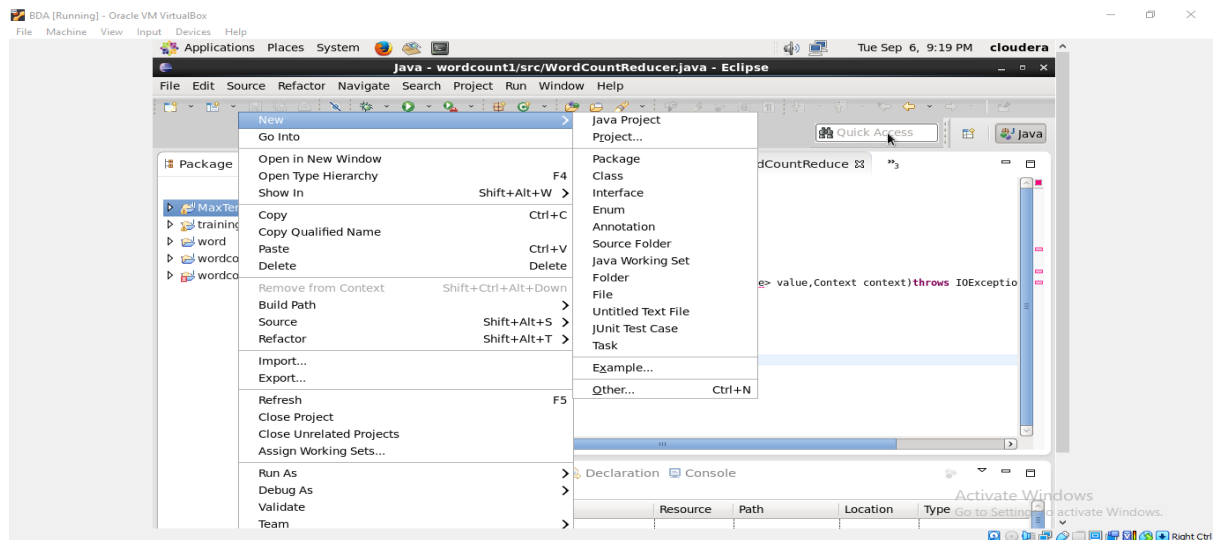 BDA [Running] - Oracle VM VirtualBox
File Machine View Input Devices Help
Applications Places System Tue Sep 6, 9:19 PM cloudera
Java - wordcount1/src/WordCountReducer.java - Eclipse
File Edit Source Refactor Navigate Search Project Run Window Help
Quick Access Java
Package dCountReduce 3
MaxTer
training
word
wordco
wordco
New
Go Into
Open in New Window
Open Type Hierarchy F4
Show In Shift+Alt+W
Copy Ctrl+C
Copy Qualified Name
Paste Ctrl+V
Delete Delete
Remove from Context Shift+Ctrl+Alt+Down
Build Path
Source Shift+Alt+S
Refactor Shift+Alt+T
Import...
Export...
Refresh F5
Close Project
Close Unrelated Projects
Assign Working Sets...
Run As
Debug As
Validate
Team
Java Project
Project...
Package
Class
Interface
Enum
Annotation
Source Folder
Java Working Set
Folder
File
Untitled Text File
JUnit Test Case
Task
Example...
Other... Ctrl+N
e> value,Context context)throws IOExceptio
Declaration Console
Resource Path Location Type
Activate Windows
Go to Settings to activate Windows.
Right Ctrl